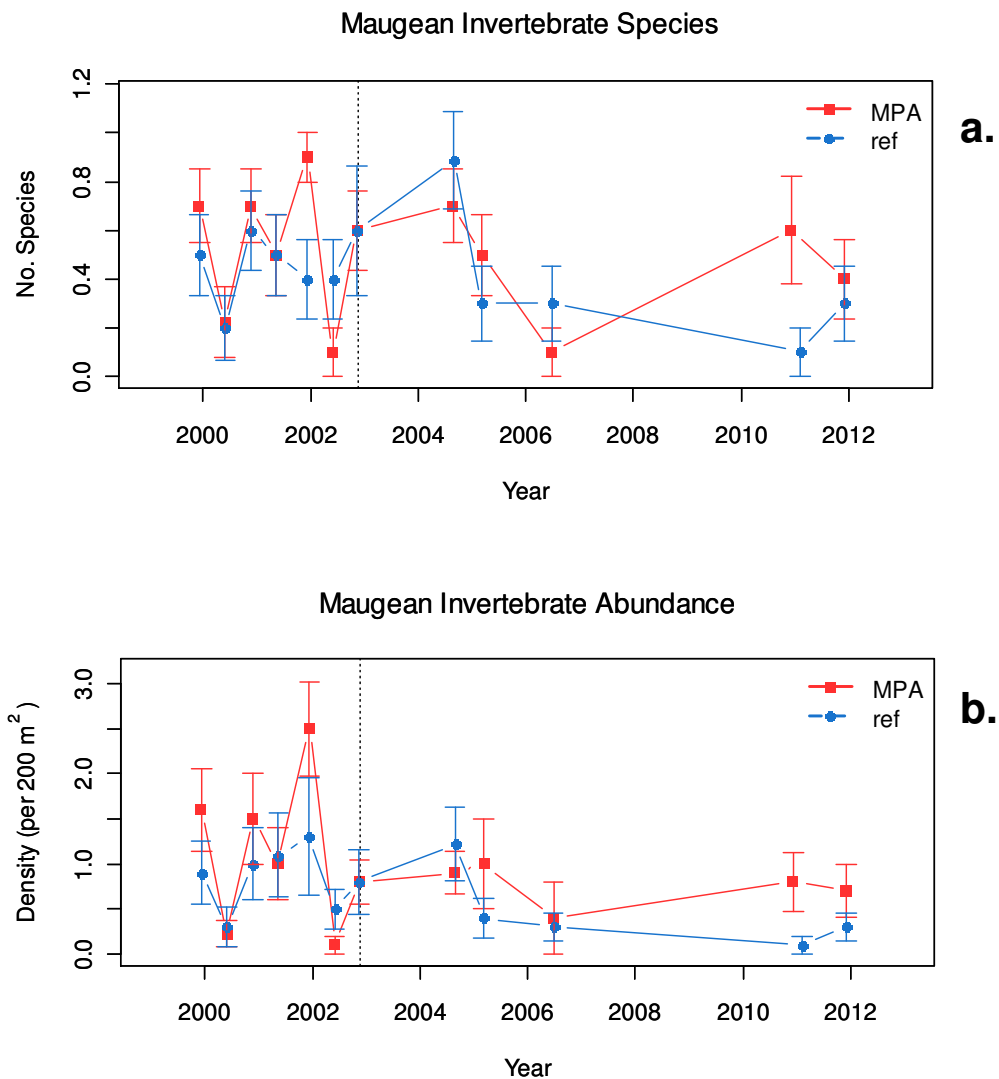 Maugean Invertebrate Species
a.
MPA
ref
No. Species
0.0 0.4 0.8 1.2
2000 2002 2004 2006 2008 2010 2012
Year
Maugean Invertebrate Abundance
b.
MPA
ref
Density (per 200 m²)
0.0 1.0 2.0 3.0
2000 2002 2004 2006 2008 2010 2012
Year